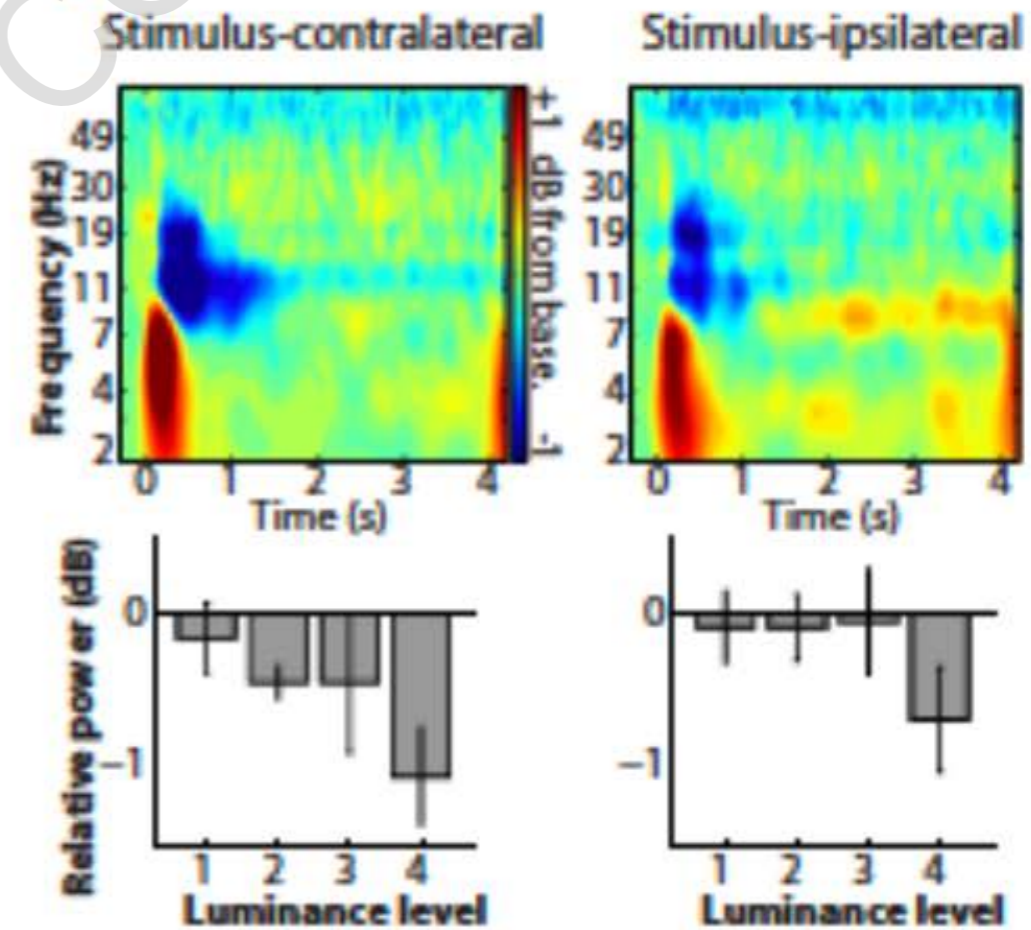 Stimulus-contralateral
Stimulus-ipsilateral
Frequency (Hz)
49
30
19
11
7
4
2
0 1 2 3 4
Time (s)
+1 dB from base, -1
49
30
19
11
7
4
2
0 1 2 3 4
Time (s)
Relative power (dB)
0
−1
1 2 3 4
Luminance level
0
−1
1 2 3 4
Luminance level